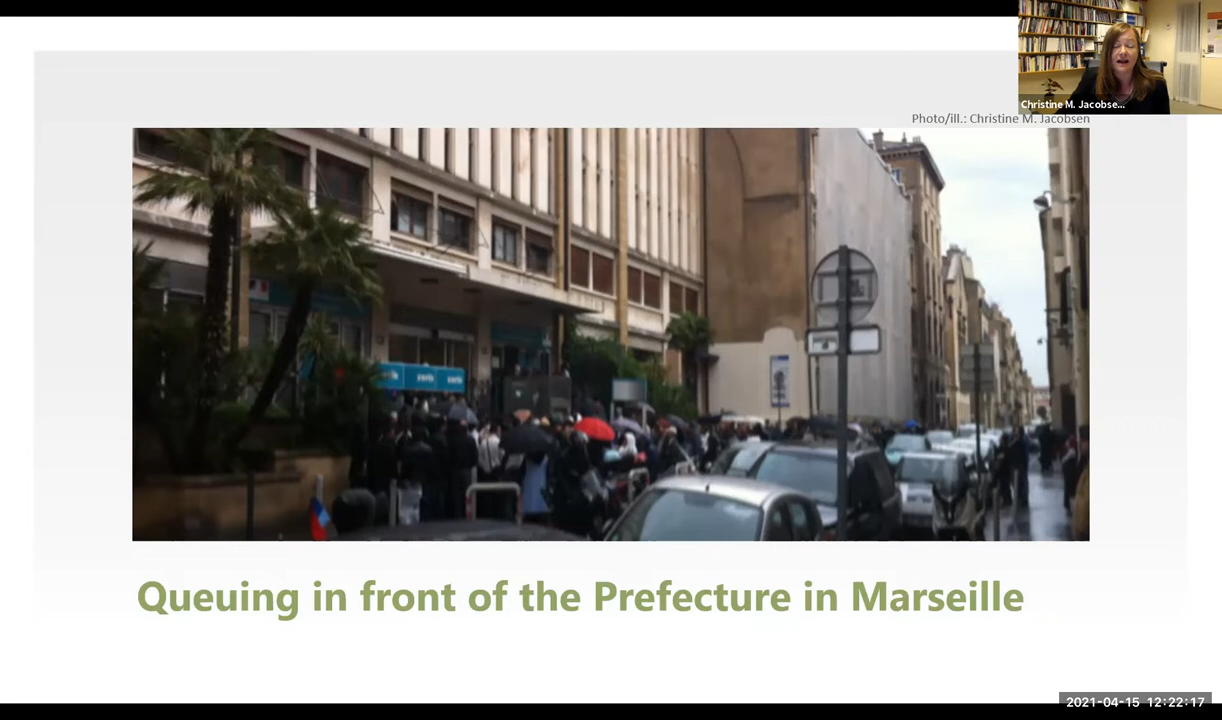 Christine M. Jacobse...
Photo/ill.: Christine M. Jacobsen
Queuing in front of the Prefecture in Marseille
2021-04-15 12:22:17